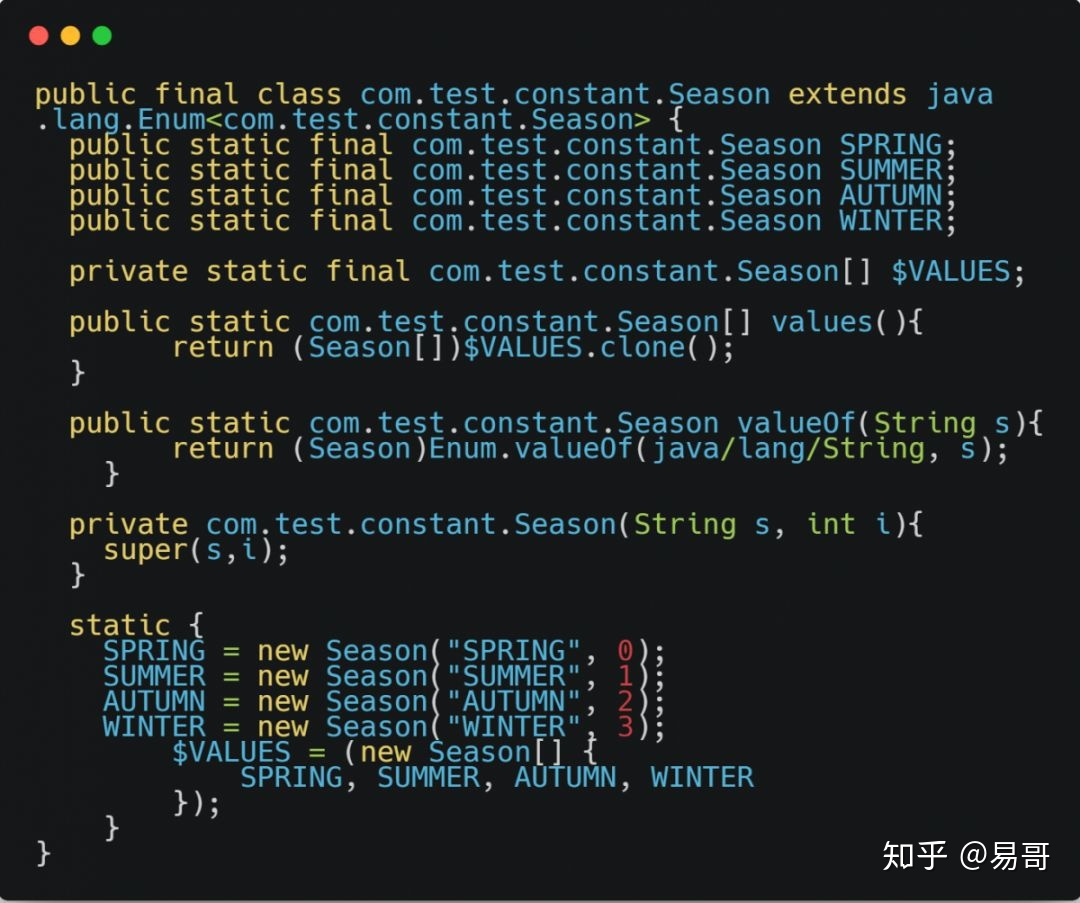 public final class com.test.constant.Season extends java
.lang.Enum<com.test.constant.Season> {
  public static final com.test.constant.Season SPRING;
  public static final com.test.constant.Season SUMMER;
  public static final com.test.constant.Season AUTUMN;
  public static final com.test.constant.Season WINTER;
  private static final com.test.constant.Season[] $VALUES;
  public static com.test.constant.Season[] values(){
        return (Season[])$VALUES.clone();
  }
  public static com.test.constant.Season valueOf(String s){
        return (Season)Enum.valueOf(java/lang/String, s);
    }
  private com.test.constant.Season(String s, int i){
    super(s,i);
  }
  static {
    SPRING = new Season("SPRING", 0);
    SUMMER = new Season("SUMMER", 1);
    AUTUMN = new Season("AUTUMN", 2);
    WINTER = new Season("WINTER", 3);
        $VALUES = (new Season[] {
            SPRING, SUMMER, AUTUMN, WINTER
        });
    }
}
知乎 @易哥